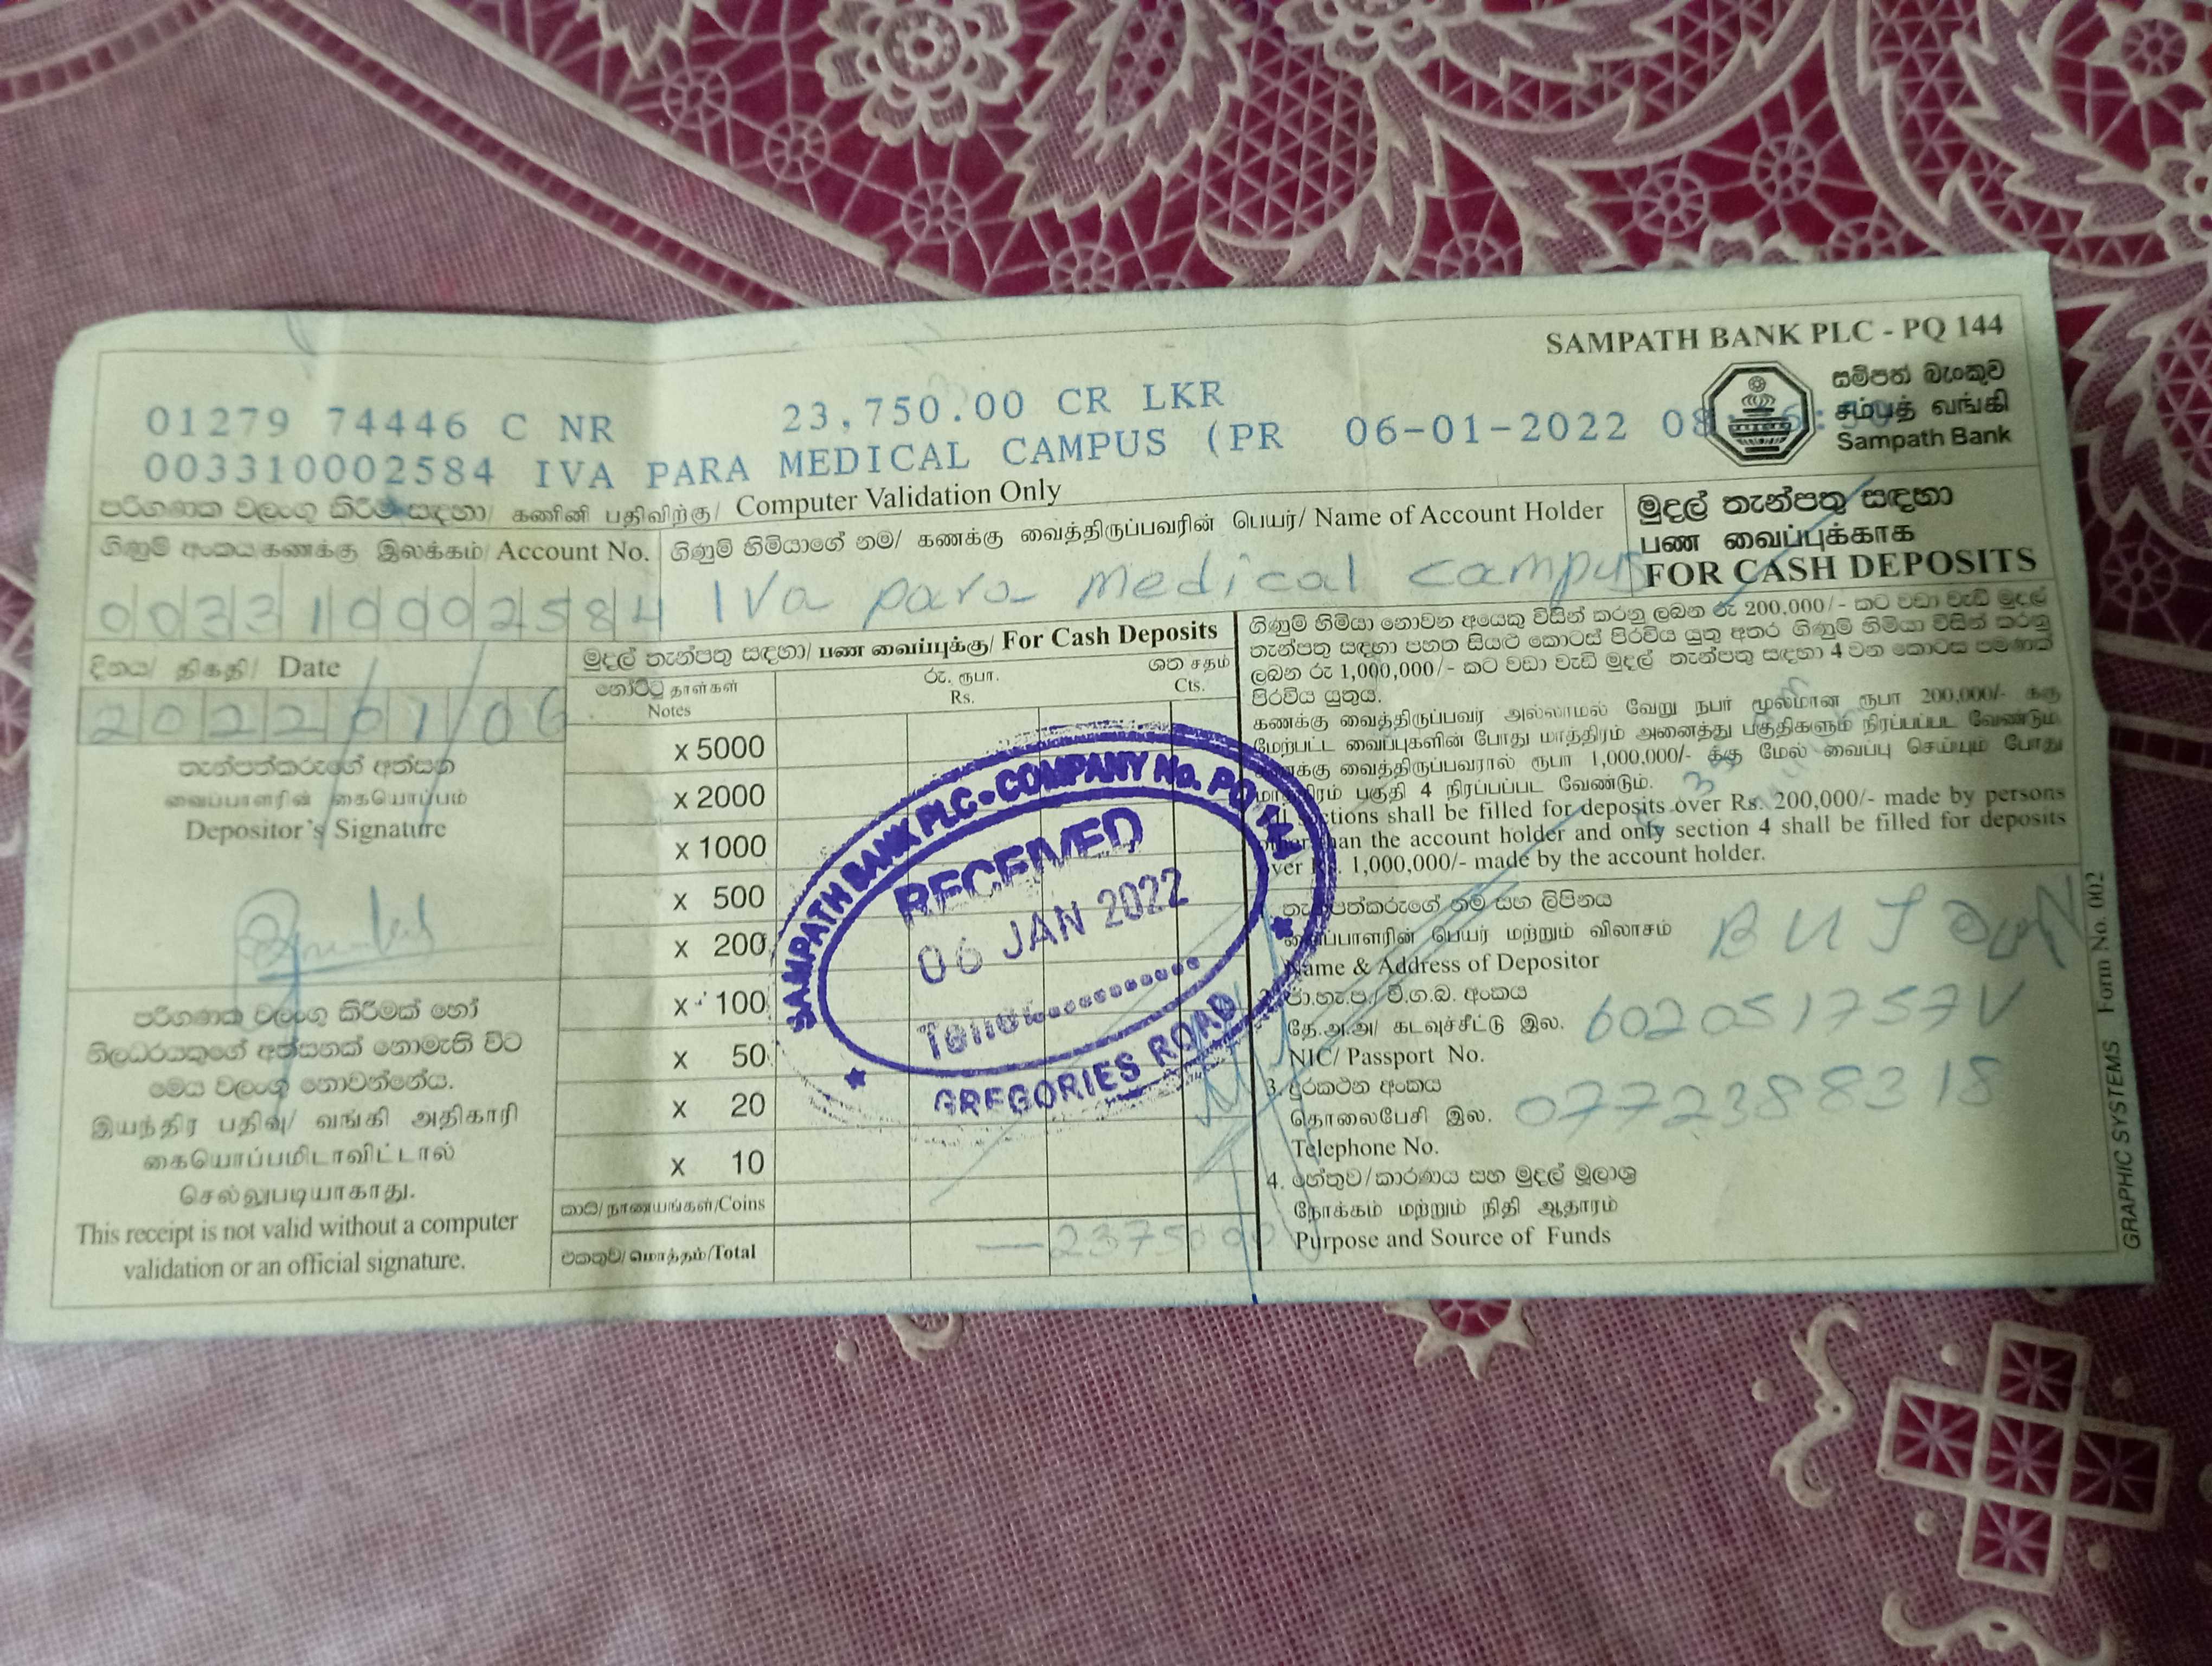 SAMPATH BANK PLC - PQ 144
සම්පත් බැංකුව
சம்பத் வங்கி
Sampath Bank
01279 74446 C NR 23,750.00 CR LKR
003310002584 IVA PARA MEDICAL CAMPUS (PR 06-01-2022
පරිගණක වලංගු කිරීම් සඳහා/ கணினி பதிவிற்கு/ Computer Validation Only
ගිණුම් අංකය/கணக்கு இலக்கம்/ Account No.
ගිණුම් හිමියාගේ නම/ கணக்கு வைத்திருப்பவரின் பெயர்/ Name of Account Holder
මුදල් තැන්පතු සඳහා
பண வைப்புக்காக
FOR CASH DEPOSITS
003310002584 Iva para medical campus
දිනය/ திகதி/ Date
2022/01/06
තැන්පත්කරුගේ අත්සන
வைப்பாளரின் கையொப்பம்
Depositor's Signature
පරිගණක වලංගු කිරීමක් හෝ
නිලධරයකුගේ අත්සනක් නොමැති විට
මෙය වලංගු නොවන්නේය.
இயந்திர பதிவு/ வங்கி அதிகாரி
கையொப்பமிடாவிட்டால்
செல்லுபடியாகாது.
This receipt is not valid without a computer
validation or an official signature.
මුදල් තැන්පතු සඳහා/ பண வைப்புக்கு/ For Cash Deposits
නෝට්ටු தாள்கள்
Notes
රු. ரூபா.
Rs.
ශත சதம்
Cts.
x 5000
x 2000
x 1000
x 500
x 200
x 100
x 50
x 20
x 10
කාසි/நாணயங்கள்/Coins
එකතුව/மொத்தம்/Total
23750 00
SAMPATH BANK PLC - COMPANY No. PQ 144
RECEIVED
06 JAN 2022
GREGORIES ROAD
ගිණුම් හිමියා නොවන අයෙකු විසින් කරනු ලබන රු 200,000/- කට වඩා වැඩි මුදල්
තැන්පතු සඳහා පහත සියළු කොටස් පිරවිය යුතු අතර ගිණුම් හිමියා විසින් කරනු
ලබන රු 1,000,000/- කට වඩා වැඩි මුදල් තැන්පතු සඳහා 4 වන කොටස පමණක්
පිරවිය යුතුය.
கணக்கு வைத்திருப்பவர் அல்லாமல் வேறு நபர் மூலமான ரூபா 200,000/- க்கு
மேற்பட்ட வைப்புகளின் போது மாத்திரம் அனைத்து பகுதிகளும் நிரப்பப்பட வேண்டும்.
கணக்கு வைத்திருப்பவரால் ரூபா 1,000,000/- க்கு மேல் வைப்பு செய்யும் போது
மாத்திரம் பகுதி 4 நிரப்பப்பட வேண்டும்.
All sections shall be filled for deposits over Rs. 200,000/- made by persons
other than the account holder and only section 4 shall be filled for deposits
over Rs. 1,000,000/- made by the account holder.
තැන්පත්කරුගේ නම සහ ලිපිනය
வைப்பாளரின் பெயர் மற்றும் விலாசம்
Name & Address of Depositor
2. ජා.හැ.ප./ වි.ග.බ. අංකය
தே.அ.அ/ கடவுச்சீட்டு இல. 602051757V
NIC/ Passport No.
3. දුරකථන අංකය
தொலைபேசி இல. 0772388318
Telephone No.
4. හේතුව/කාරණය සහ මුදල් මූලාශ්‍ර
நோக்கம் மற்றும் நிதி ஆதாரம்
Purpose and Source of Funds
GRAPHIC SYSTEMS Form No. 002